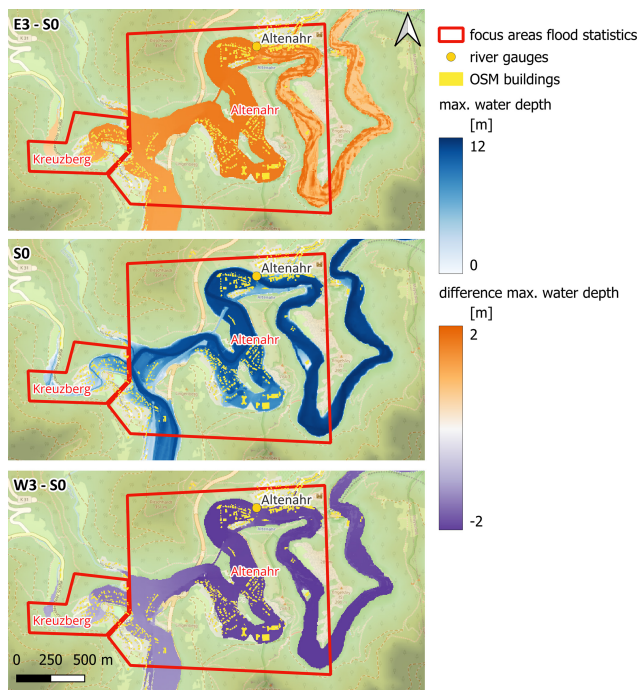 E3 - S0
Altenahr
Altenahr
Kreuzberg
S0
Altenahr
Altenahr
Kreuzberg
W3 - S0
Altenahr
Altenahr
Kreuzberg
0 250 500 m
focus areas flood statistics
river gauges
OSM buildings
max. water depth
[m]
12
0
difference max. water depth
[m]
2
-2